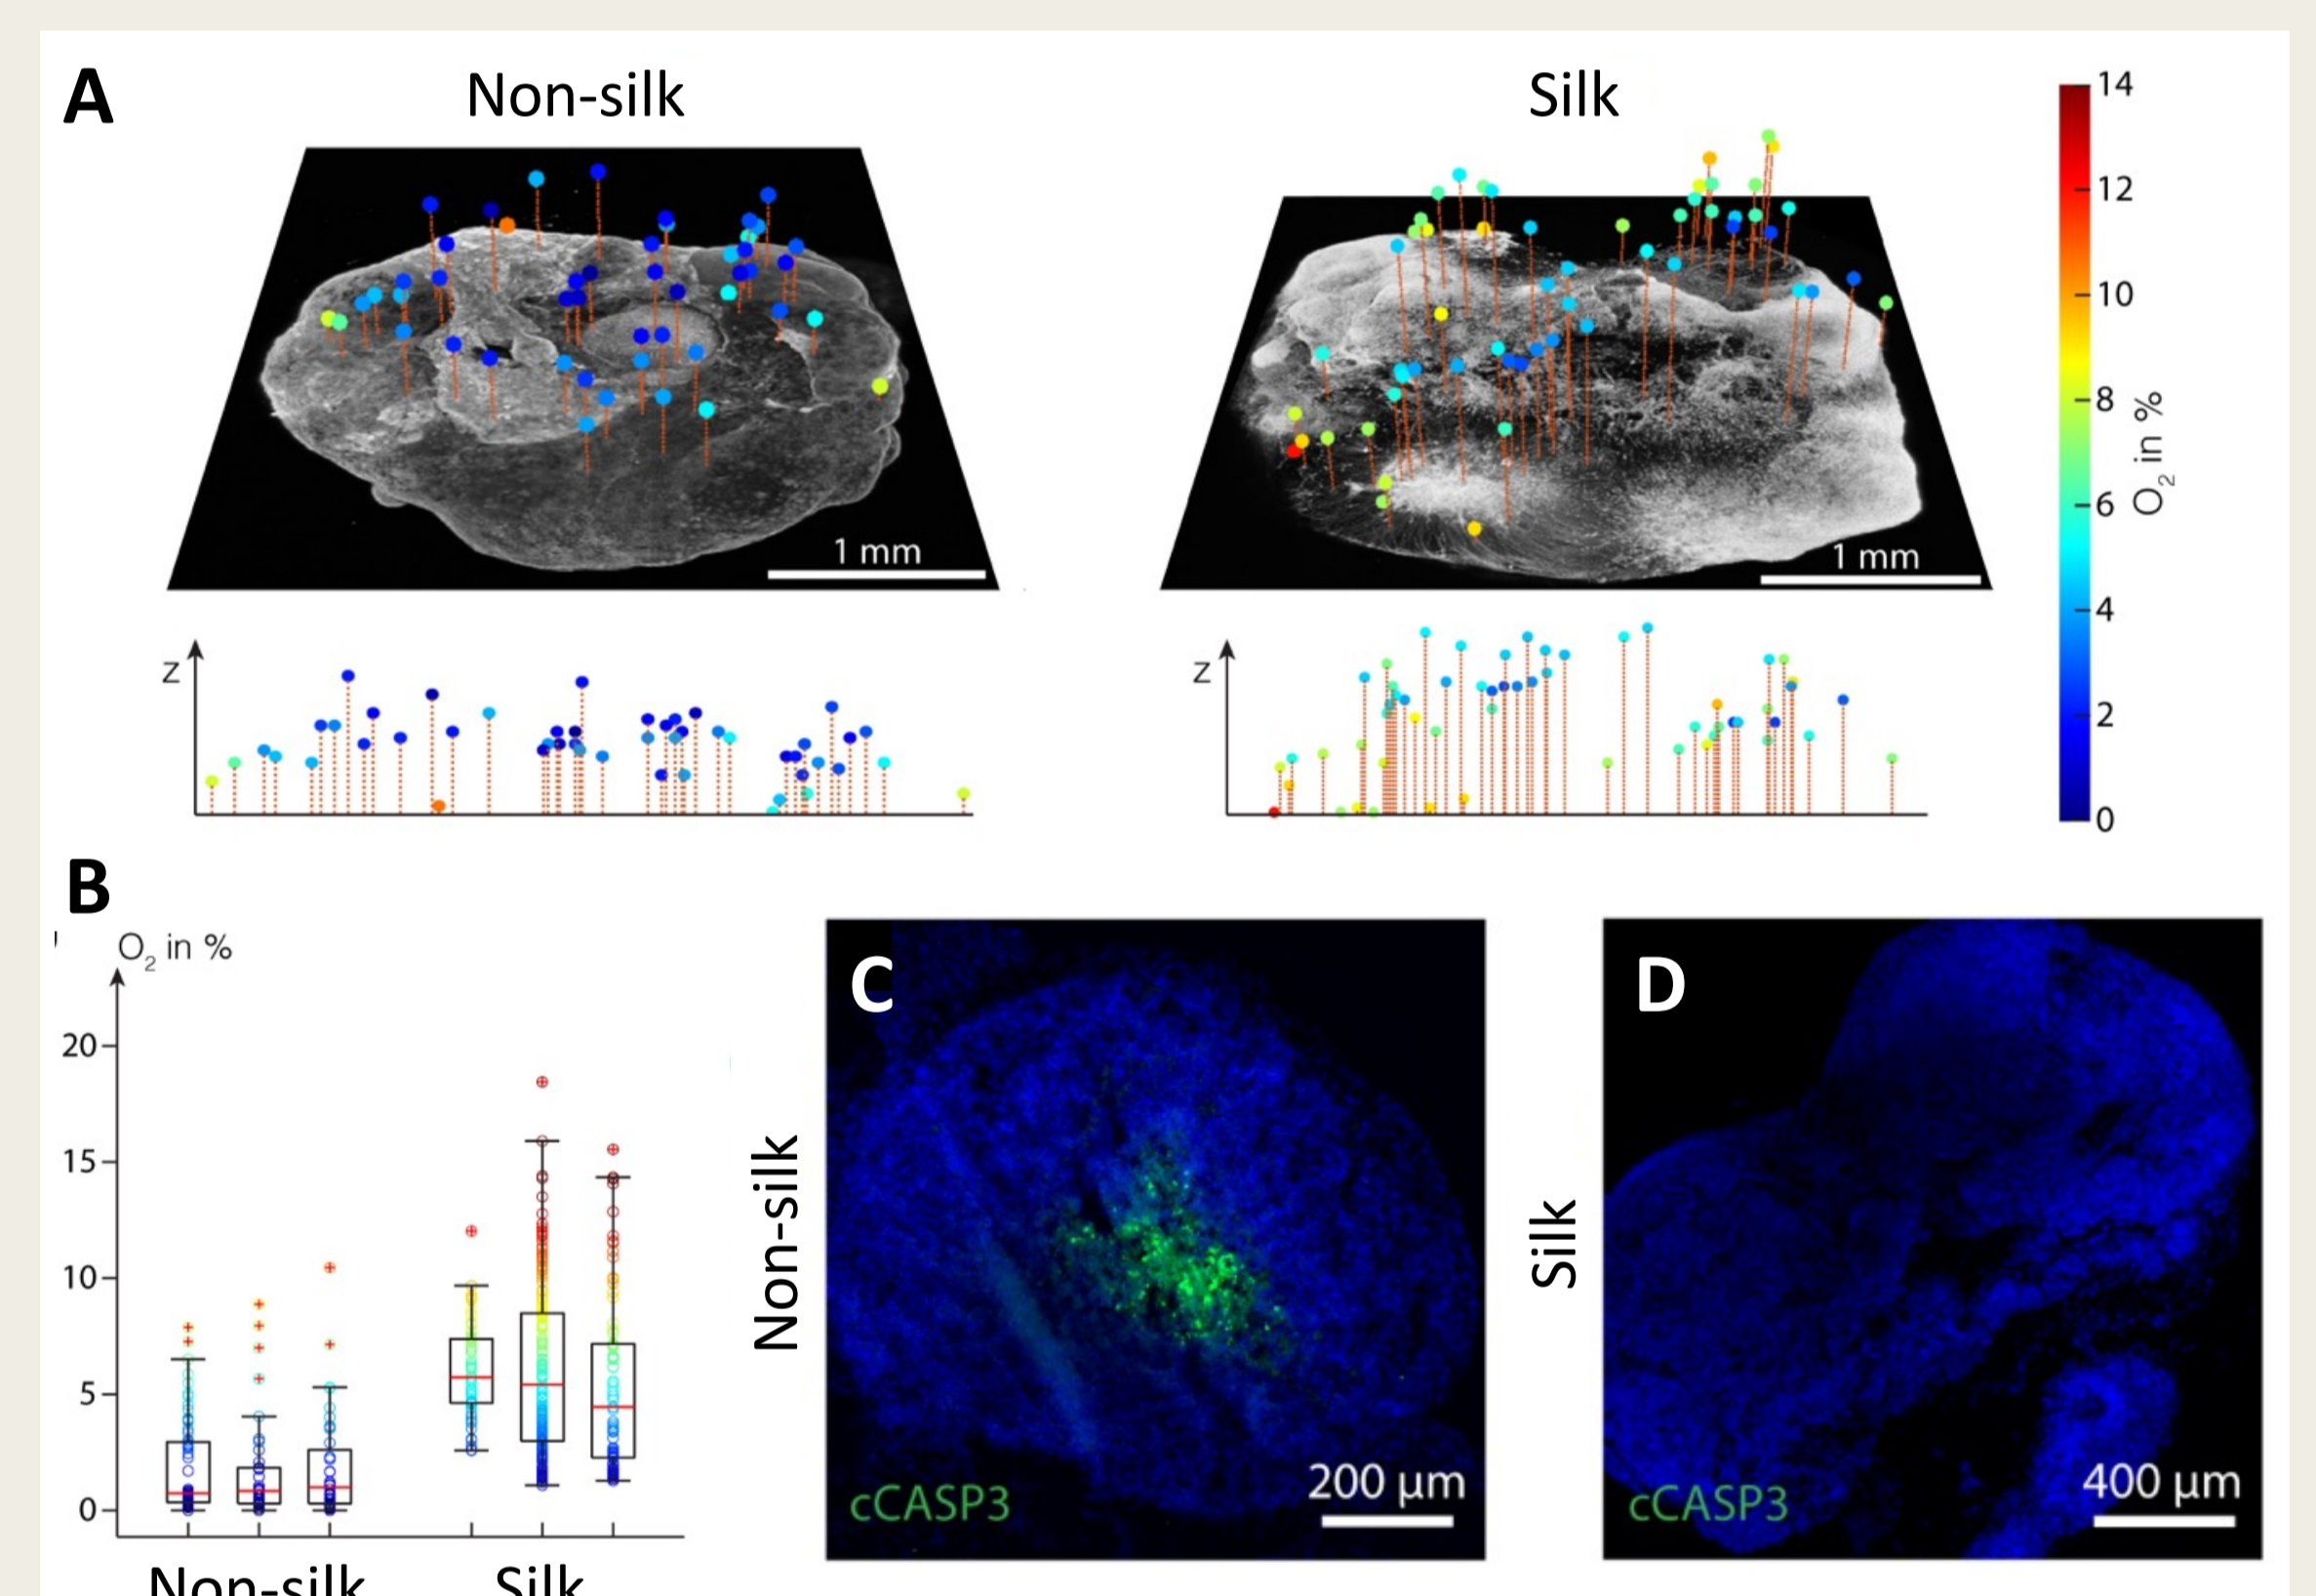 A
Non-silk
Silk
1 mm
1 mm
14
12
10
8
6
4
2
0
O₂ in %
z
z
B
O₂ in %
20
15
10
5
0
Non-silk
Silk
Non-silk
C
cCASP3
200 µm
Silk
D
cCASP3
400 µm